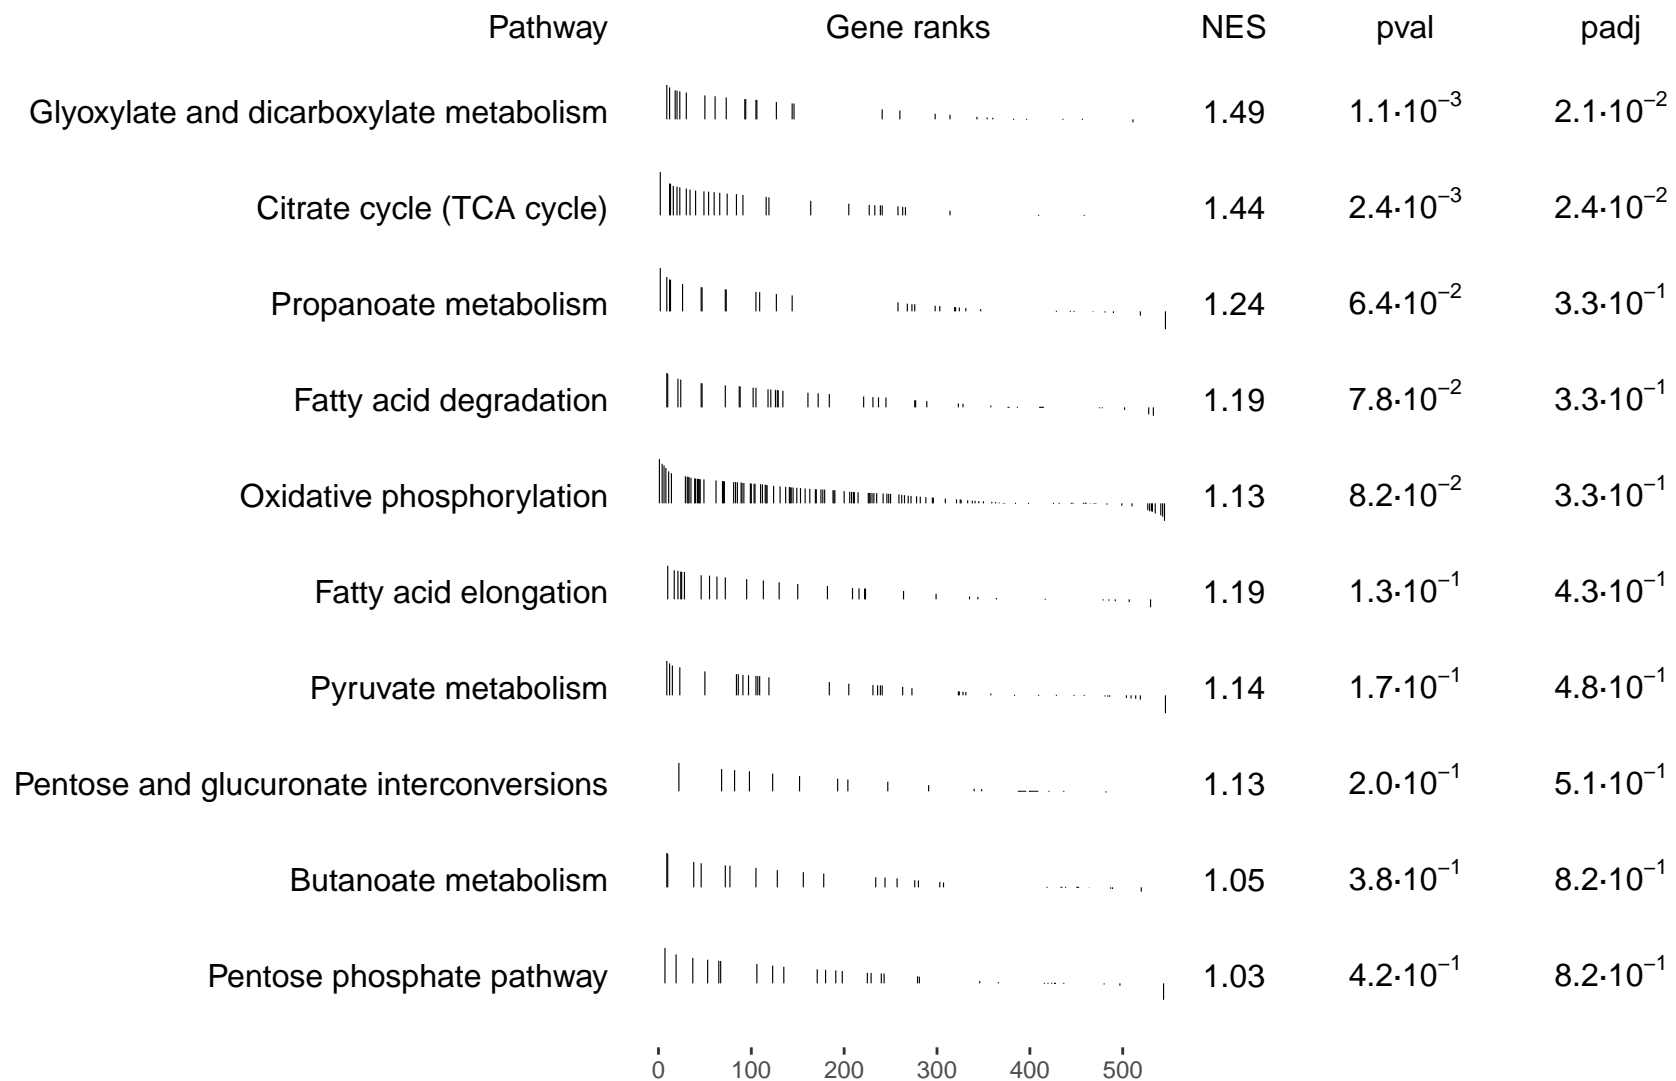 Pathway Gene ranks NES pval padj
Glyoxylate and dicarboxylate metabolism 1.49 1.1·10⁻³ 2.1·10⁻²
Citrate cycle (TCA cycle) 1.44 2.4·10⁻³ 2.4·10⁻²
Propanoate metabolism 1.24 6.4·10⁻² 3.3·10⁻¹
Fatty acid degradation 1.19 7.8·10⁻² 3.3·10⁻¹
Oxidative phosphorylation 1.13 8.2·10⁻² 3.3·10⁻¹
Fatty acid elongation 1.19 1.3·10⁻¹ 4.3·10⁻¹
Pyruvate metabolism 1.14 1.7·10⁻¹ 4.8·10⁻¹
Pentose and glucuronate interconversions 1.13 2.0·10⁻¹ 5.1·10⁻¹
Butanoate metabolism 1.05 3.8·10⁻¹ 8.2·10⁻¹
Pentose phosphate pathway 1.03 4.2·10⁻¹ 8.2·10⁻¹
0 100 200 300 400 500